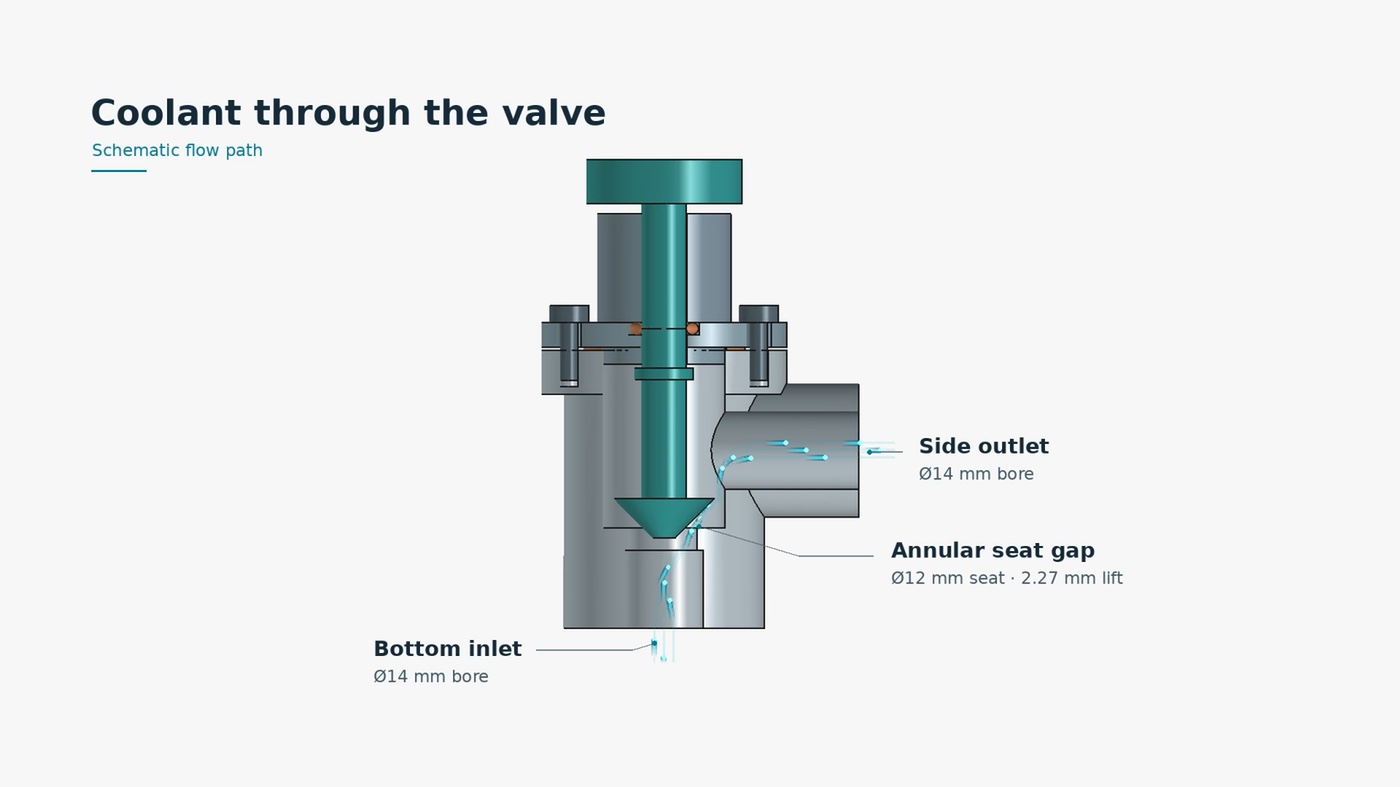 Coolant through the valve
Schematic flow path
Side outlet
Ø14 mm bore
Annular seat gap
Ø12 mm seat · 2.27 mm lift
Bottom inlet
Ø14 mm bore